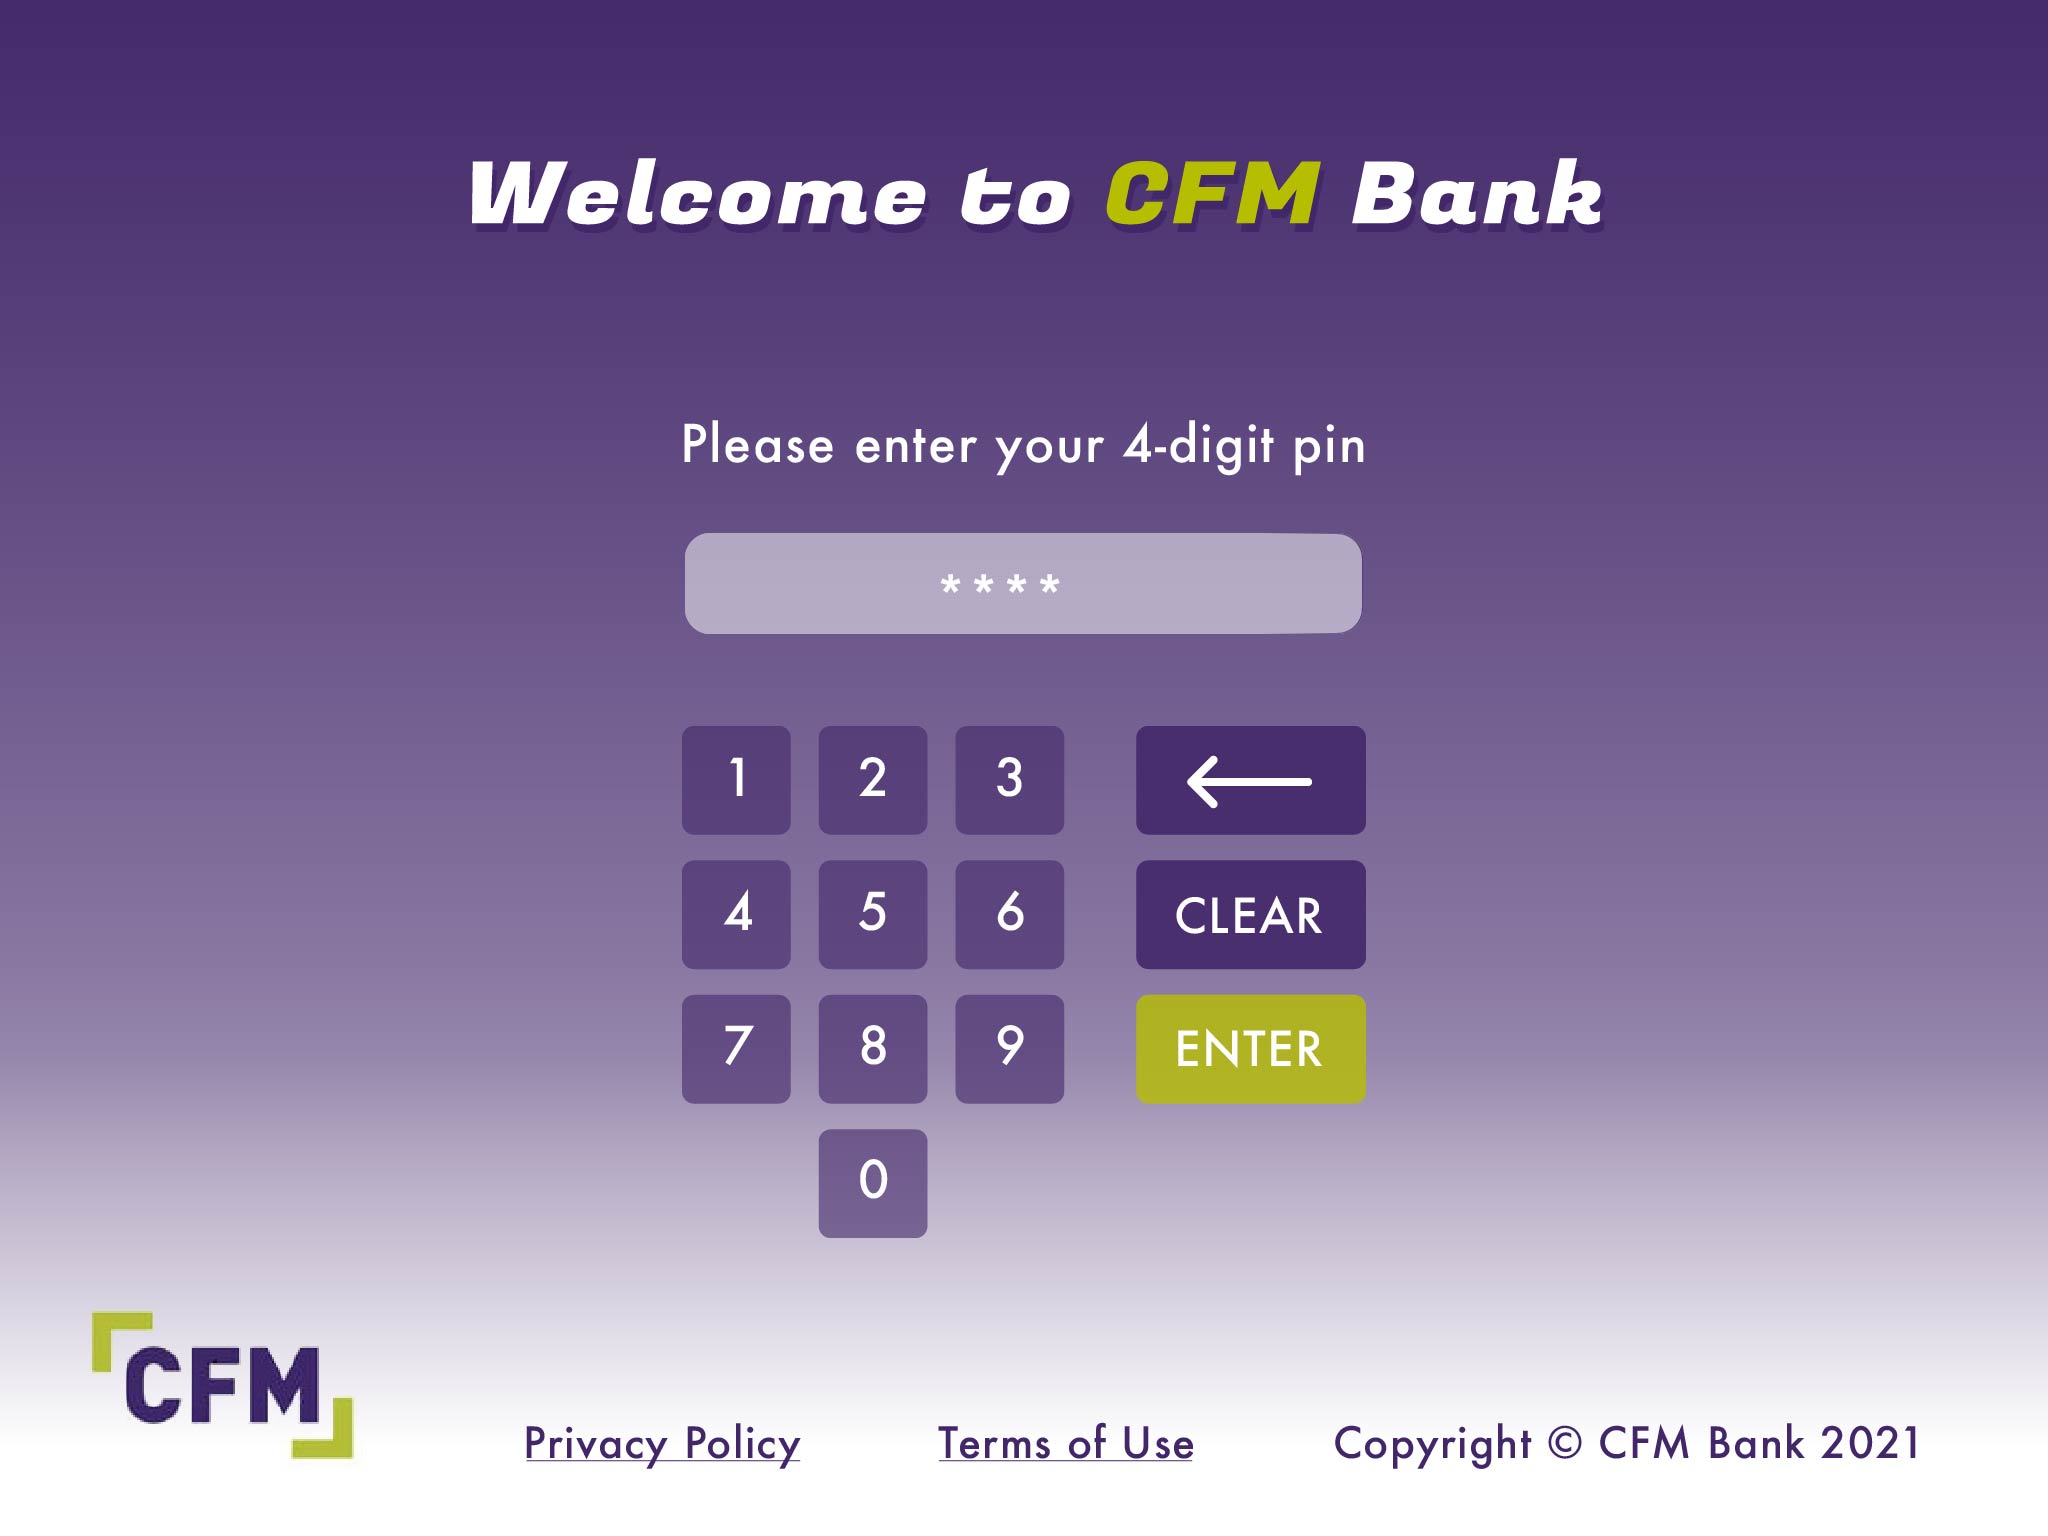 Welcome to CFM Bank
Please enter your 4-digit pin
****
1 2 3 ←
4 5 6 CLEAR
7 8 9 ENTER
0
CFM
Privacy Policy Terms of Use Copyright © CFM Bank 2021